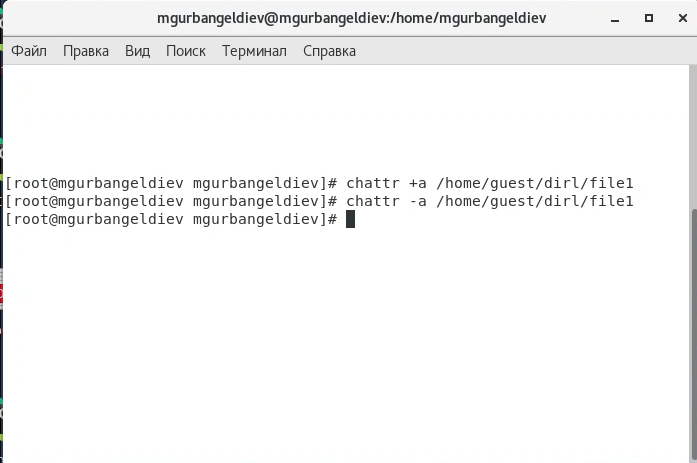 mgurbangeldiev@mgurbangeldiev:/home/mgurbangeldiev
Файл Правка Вид Поиск Терминал Справка
[root@mgurbangeldiev mgurbangeldiev]# chattr +a /home/guest/dirl/file1
[root@mgurbangeldiev mgurbangeldiev]# chattr -a /home/guest/dirl/file1
[root@mgurbangeldiev mgurbangeldiev]#